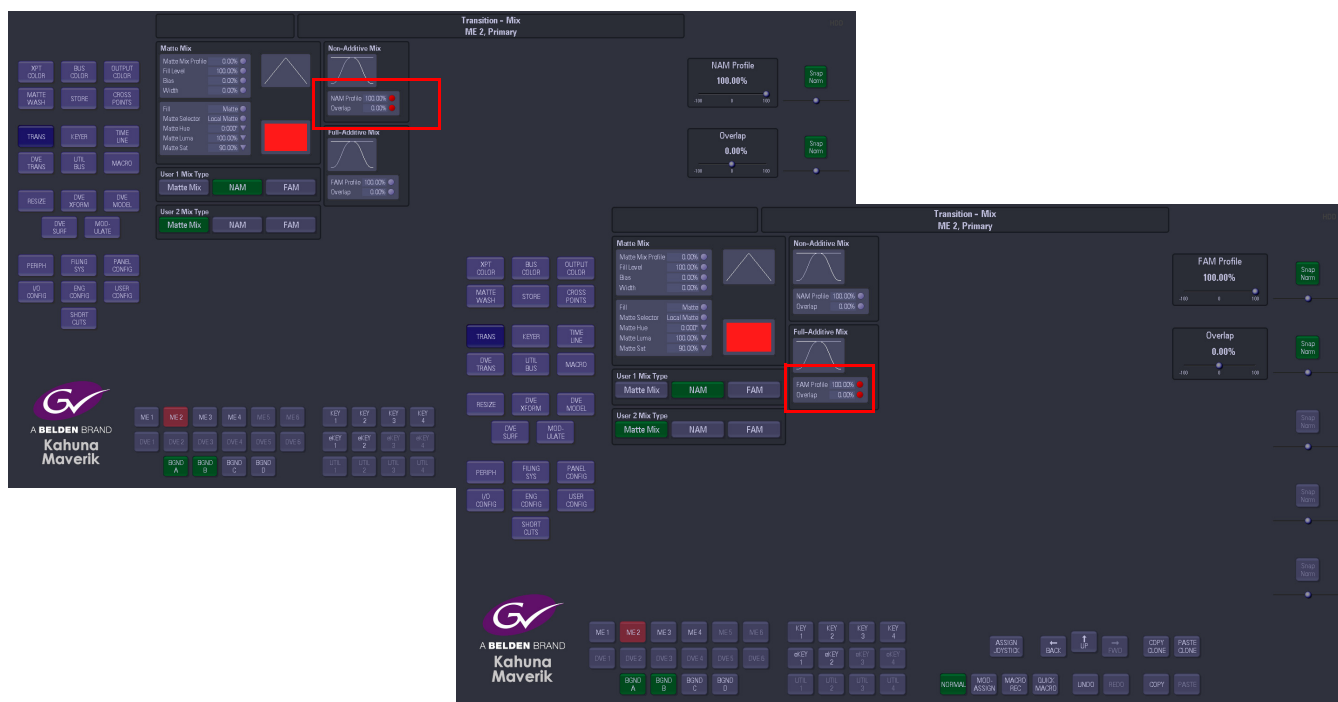 Transition - Mix
ME 2, Primary
Matte Mix
Matte Mix Profile 0.00%
Fill Level 100.00%
Bias 0.00%
Width 0.00%
Fill Matte
Matte Selector Local Matte
Matte Hue 0.000°
Matte Luma 100.00%
Matte Sat 90.00%
User 1 Mix Type
Matte Mix NAM FAM
User 2 Mix Type
Matte Mix NAM FAM
Non-Additive Mix
NAM Profile 100.00%
Overlap 0.00%
Full-Additive Mix
FAM Profile 100.00%
Overlap 0.00%
NAM Profile
100.00%
-100 0 100
Snap
Norm
Overlap
0.00%
-100 0 100
Snap
Norm
XPT COLOR BUS COLOR OUTPUT COLOR
MATTE WASH STORE CROSS POINTS
TRANS KEYER TIME LINE
DVE TRANS UTIL BUS MACRO
RESIZE DVE XFORM DVE MODEL
DVE SURF MOD- ULATE
PERIPH FILING SYS PANEL CONFIG
I/O CONFIG ENG CONFIG USER CONFIG
SHORT CUTS
GV
A BELDEN BRAND
Kahuna
Maverik
ME 1 ME 2 ME 3 ME 4 ME 5 ME 6 KEY 1 KEY 2 KEY 3 KEY 4
DVE 1 DVE 2 DVE 3 DVE 4 DVE 5 DVE 6 eKEY 1 eKEY 2 eKEY 3 eKEY 4
BGND A BGND B BGND C BGND D UTIL 1 UTIL 2 UTIL 3 UTIL 4
Transition - Mix
ME 2, Primary
Matte Mix
Matte Mix Profile 0.00%
Fill Level 100.00%
Bias 0.00%
Width 0.00%
Fill Matte
Matte Selector Local Matte
Matte Hue 0.000°
Matte Luma 100.00%
Matte Sat 90.00%
User 1 Mix Type
Matte Mix NAM FAM
User 2 Mix Type
Matte Mix NAM FAM
Non-Additive Mix
NAM Profile 100.00%
Overlap 0.00%
Full-Additive Mix
FAM Profile 100.00%
Overlap 0.00%
FAM Profile
100.00%
-100 0 100
Snap
Norm
Overlap
0.00%
-100 0 100
Snap
Norm
Snap
Norm
Snap
Norm
Snap
Norm
XPT COLOR BUS COLOR OUTPUT COLOR
MATTE WASH STORE CROSS POINTS
TRANS KEYER TIME LINE
DVE TRANS UTIL BUS MACRO
RESIZE DVE XFORM DVE MODEL
DVE SURF MOD- ULATE
PERIPH FILING SYS PANEL CONFIG
I/O CONFIG ENG CONFIG USER CONFIG
SHORT CUTS
GV
A BELDEN BRAND
Kahuna
Maverik
ME 1 ME 2 ME 3 ME 4 ME 5 ME 6 KEY 1 KEY 2 KEY 3 KEY 4
DVE 1 DVE 2 DVE 3 DVE 4 DVE 5 DVE 6 eKEY 1 eKEY 2 eKEY 3 eKEY 4
BGND A BGND B BGND C BGND D UTIL 1 UTIL 2 UTIL 3 UTIL 4
ASSIGN JOYSTICK BACK UP FWD COPY CLONE PASTE CLONE
NORMAL MOD- ASSIGN MACRO REC QUICK MACRO UNDO REDO COPY PASTE